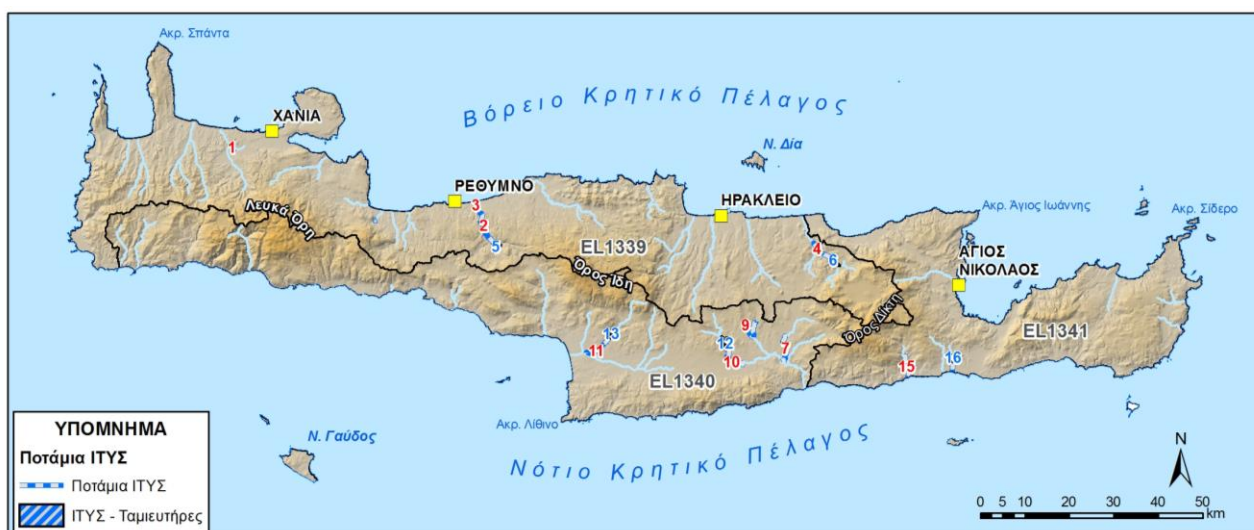 Ακρ. Σπάντα
ΧΑΝΙΑ
Βόρειο Κρητικό Πέλαγος
Ν. Δία
1
ΡΕΘΥΜΝΟ
3
2
5
Λευκά Όρη
ΗΡΑΚΛΕΙΟ
Ακρ. Άγιος Ιωάννης
Ακρ. Σίδερο
EL1339
4
6
ΑΓΙΟΣ
ΝΙΚΟΛΑΟΣ
Όρος Ίδη
Όρος Δίκτη
EL1341
13
11
9
12
10
7
15
16
EL1340
Ακρ. Λίθινο
Ν. Γαύδος
Νότιο Κρητικό Πέλαγος
ΥΠΟΜΝΗΜΑ
Ποτάμια ΙΤΥΣ
Ποτάμια ΙΤΥΣ
ΙΤΥΣ - Ταμιευτήρες
N
0 5 10 20 30 40 50
km